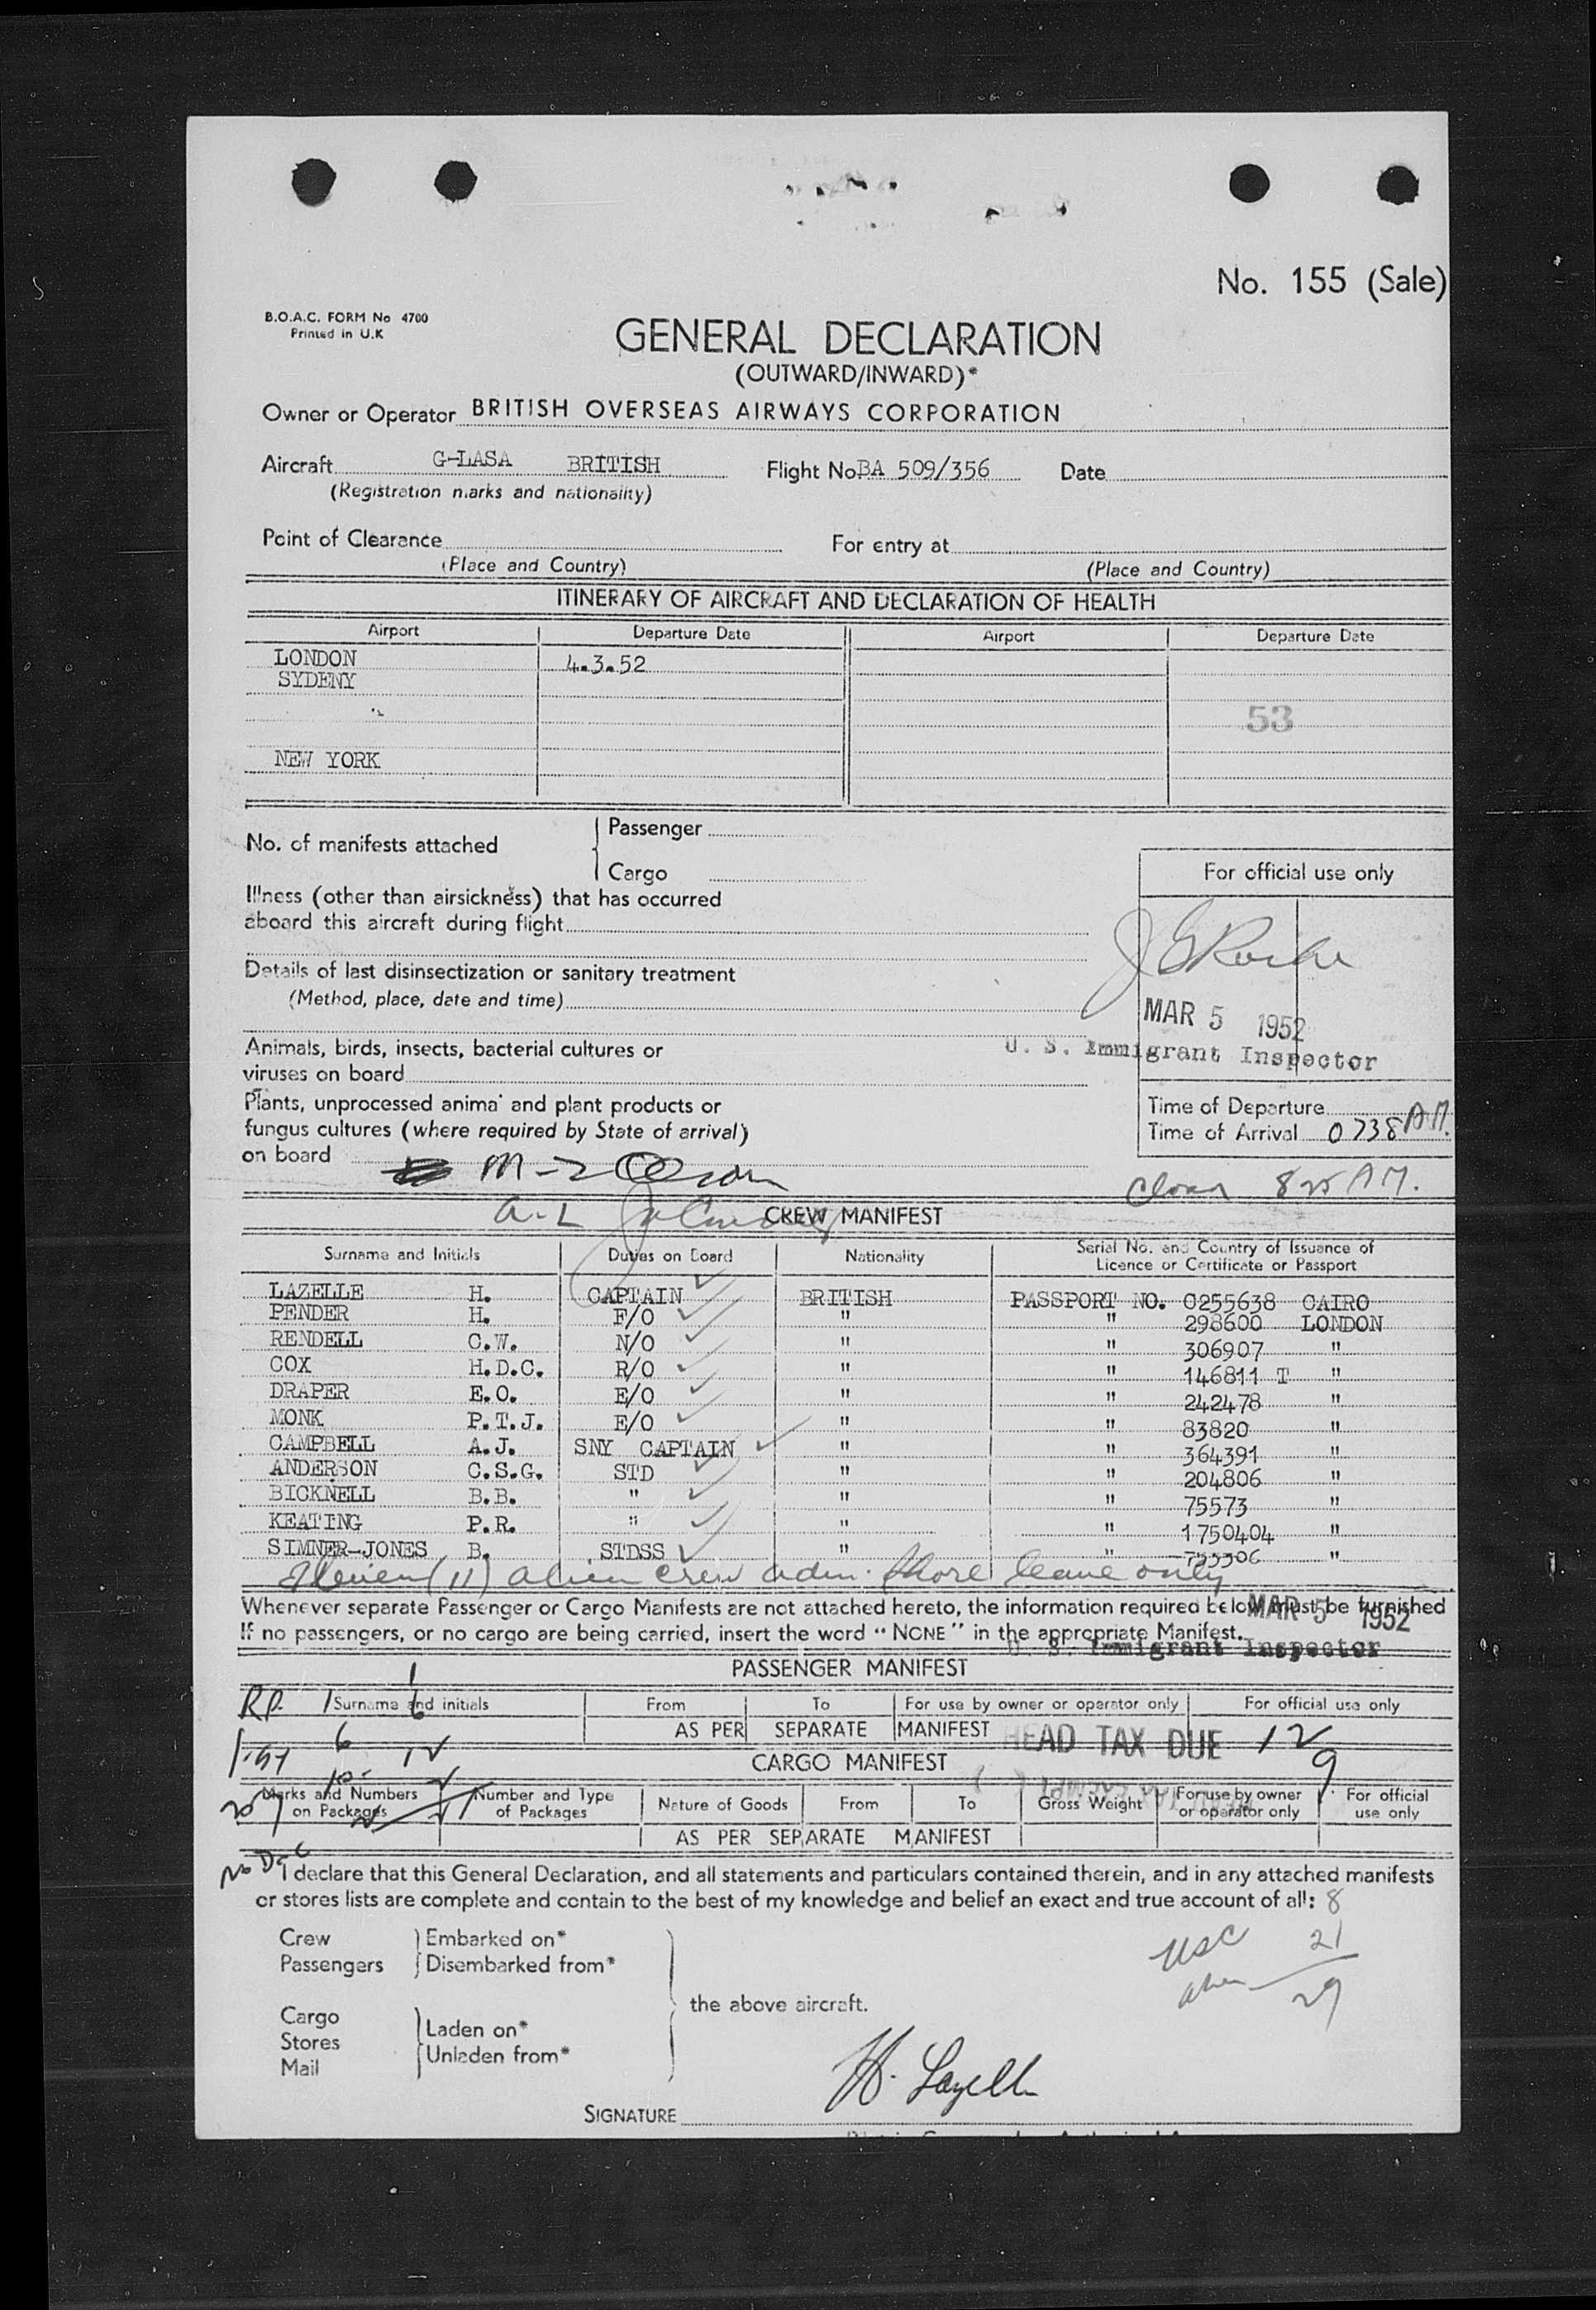 No. 155 (Sale)
B.O.A.C. FORM No 4700
Printed in U.K
GENERAL DECLARATION
(OUTWARD/INWARD)*
Owner or Operator BRITISH OVERSEAS AIRWAYS CORPORATION
Aircraft G-LASA BRITISH Flight No. BA 509/356 Date
(Registration marks and nationality)
Point of Clearance For entry at
(Place and Country) (Place and Country)
ITINERARY OF AIRCRAFT AND DECLARATION OF HEALTH
Airport Departure Date Airport Departure Date
LONDON 4.3.52
SYDENY
53
NEW YORK
No. of manifests attached Passenger
Cargo
For official use only
Illness (other than airsickness) that has occurred
aboard this aircraft during flight
Details of last disinsectization or sanitary treatment
(Method, place, date and time)
MAR 5 1952
U. S. Immigrant Inspector
Animals, birds, insects, bacterial cultures or
viruses on board
Plants, unprocessed animal and plant products or
fungus cultures (where required by State of arrival)
on board
Time of Departure
Time of Arrival 0738 AM.
8 25 AM.
CREW MANIFEST
Surname and Initials Duties on Board Nationality Serial No. and Country of Issuance of
Licence or Certificate or Passport
LAZELLE H. CAPTAIN BRITISH PASSPORT NO. 0255638 CAIRO
PENDER H. F/O " " 298600 LONDON
RENDELL C.W. N/O " " 306907 "
COX H.D.C. R/O " " 146811 T "
DRAPER E.O. E/O " " 242478 "
MONK P.T.J. E/O " " 83820 "
CAMPBELL A.J. SNY CAPTAIN " " 364391 "
ANDERSON C.S.G. STD " " 204806 "
BICKNELL B.B. " " " 75573 "
KEATING P.R. " " " 1750404 "
SIMNER-JONES B. STDSS " " "
Eleven (11) alien crew adm. shore leave only
Whenever separate Passenger or Cargo Manifests are not attached hereto, the information required below must be furnished
MAR 5 1952
If no passengers, or no cargo are being carried, insert the word "NONE" in the appropriate Manifest.
U. S. Immigrant Inspector
PASSENGER MANIFEST
Surname and initials From To For use by owner or operator only For official use only
AS PER SEPARATE MANIFEST
HEAD TAX DUE 12
CARGO MANIFEST
9
Marks and Numbers on Packages Number and Type of Packages Nature of Goods From To Gross Weight For use by owner or operator only For official use only
AS PER SEPARATE MANIFEST
I declare that this General Declaration, and all statements and particulars contained therein, and in any attached manifests
or stores lists are complete and contain to the best of my knowledge and belief an exact and true account of all:
8
Crew Embarked on*
Passengers Disembarked from*
USC 21
alien 29
the above aircraft.
Cargo
Stores Laden on*
Mail Unladen from*
H. Lazelle
SIGNATURE